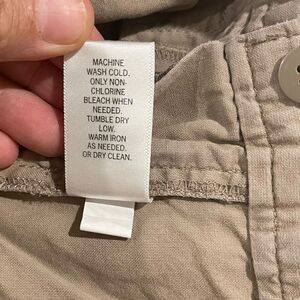 MACHINE
WASH COLD.
ONLY NON-
CHLORINE
BLEACH WHEN
NEEDED.
TUMBLE DRY
LOW.
WARM IRON
AS NEEDED.
OR DRY CLEAN.